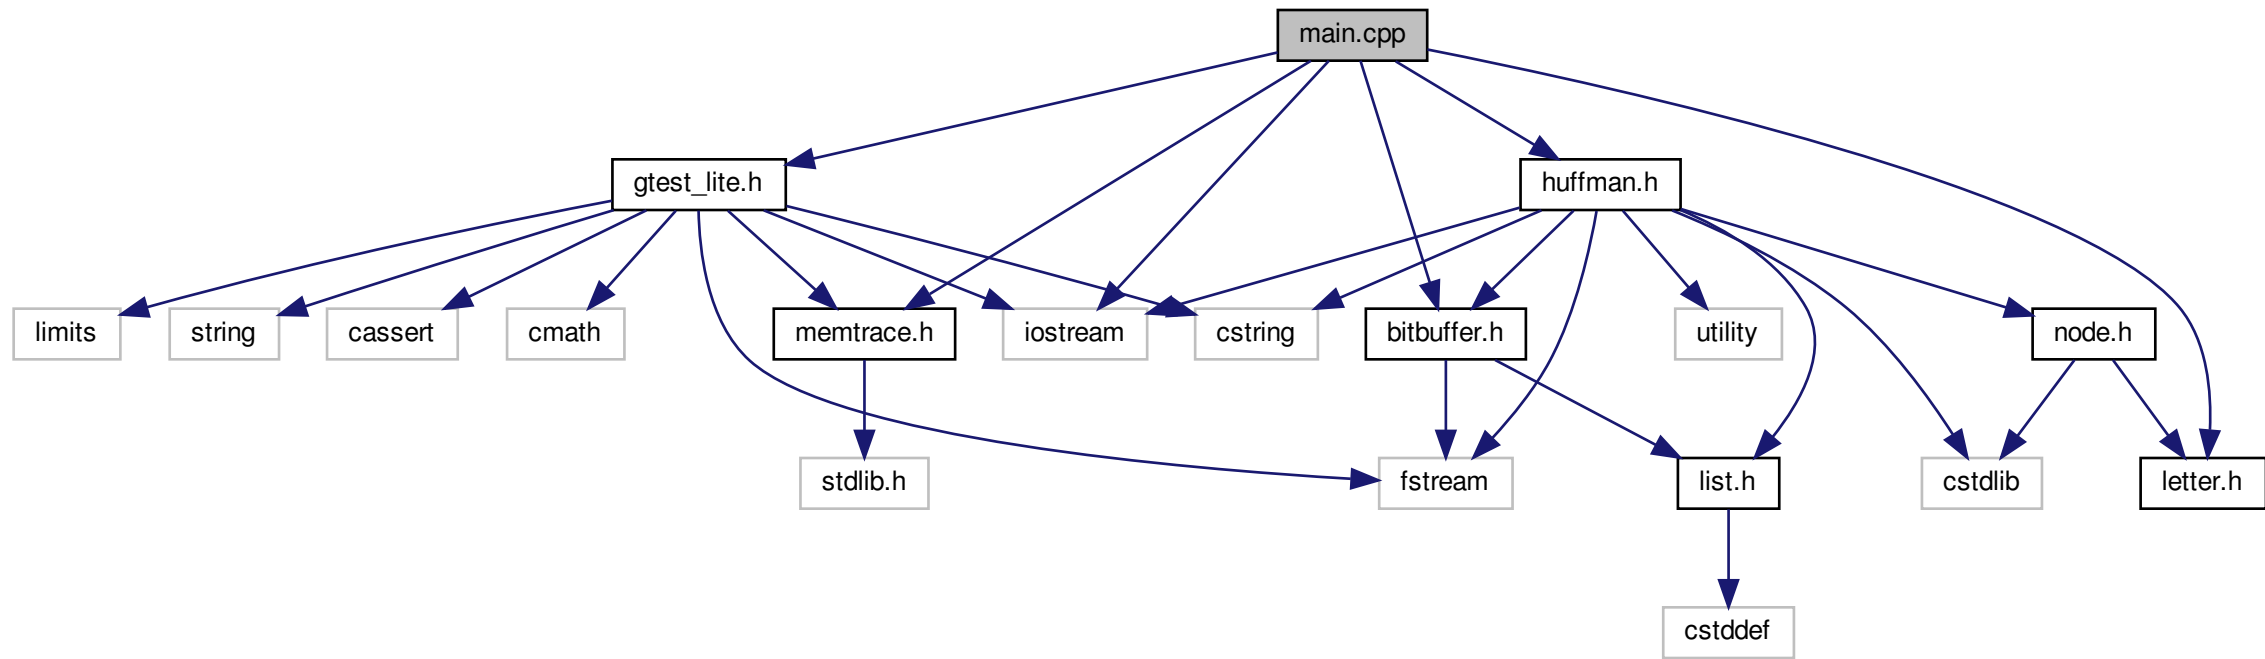 main.cpp
gtest_lite.h
huffman.h
limits
string
cassert
cmath
memtrace.h
iostream
cstring
bitbuffer.h
utility
node.h
stdlib.h
fstream
list.h
cstdlib
letter.h
cstddef